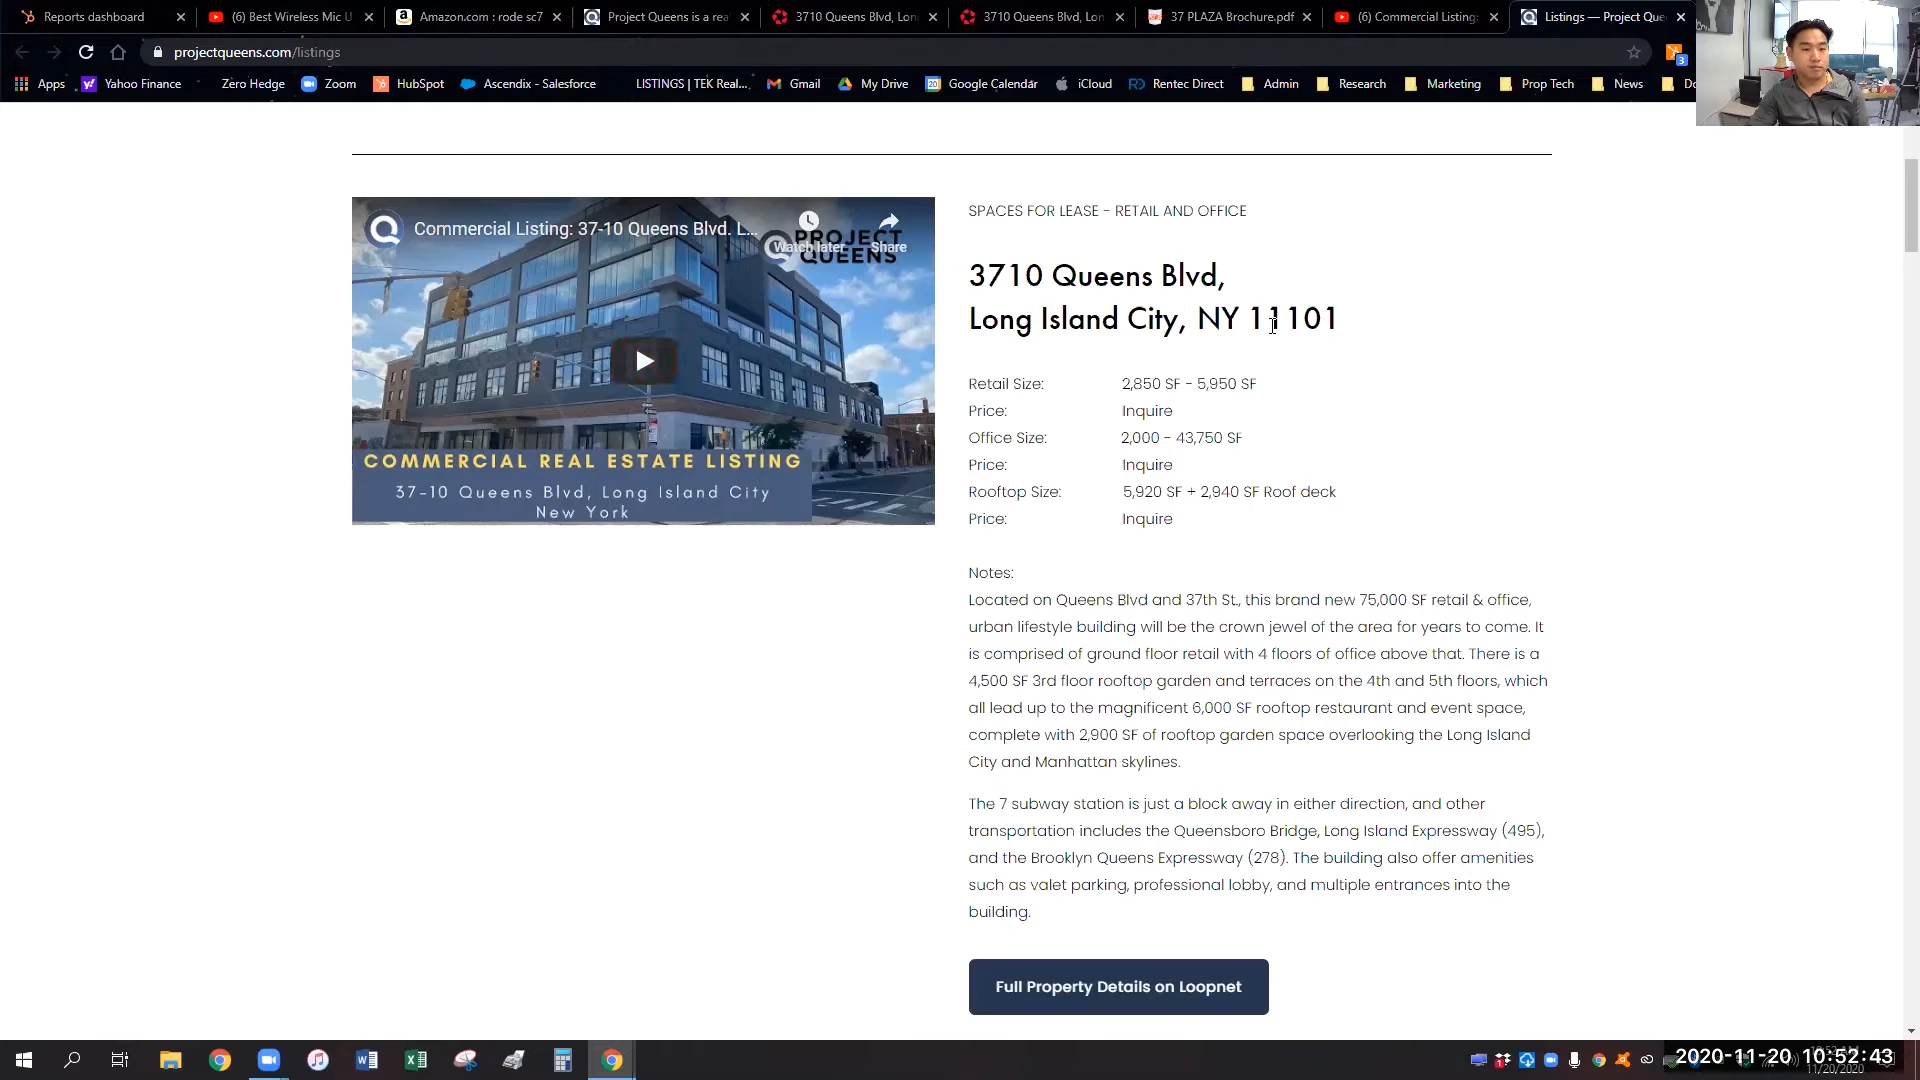 Reports dashboard
(6) Best Wireless Mic U
Amazon.com : rode sc7
Project Queens is a rea
3710 Queens Blvd, Lon
3710 Queens Blvd, Lon
37 PLAZA Brochure.pdf
(6) Commercial Listing:
Listings — Project Que
projectqueens.com/listings
3
Apps
Yahoo Finance
Zero Hedge
Zoom
HubSpot
Ascendix - Salesforce
LISTINGS | TEK Real...
Gmail
My Drive
Google Calendar
iCloud
Rentec Direct
Admin
Research
Marketing
Prop Tech
News
Commercial Listing: 37-10 Queens Blvd. L...
Watch later
Share
PROJECT
QUEENS
COMMERCIAL REAL ESTATE LISTING
37-10 Queens Blvd, Long Island City
New York
SPACES FOR LEASE - RETAIL AND OFFICE
3710 Queens Blvd,
Long Island City, NY 11101
Retail Size: 2,850 SF - 5,950 SF
Price: Inquire
Office Size: 2,000 - 43,750 SF
Price: Inquire
Rooftop Size: 5,920 SF + 2,940 SF Roof deck
Price: Inquire
Notes:
Located on Queens Blvd and 37th St., this brand new 75,000 SF retail & office,
urban lifestyle building will be the crown jewel of the area for years to come. It
is comprised of ground floor retail with 4 floors of office above that. There is a
4,500 SF 3rd floor rooftop garden and terraces on the 4th and 5th floors, which
all lead up to the magnificent 6,000 SF rooftop restaurant and event space,
complete with 2,900 SF of rooftop garden space overlooking the Long Island
City and Manhattan skylines.
The 7 subway station is just a block away in either direction, and other
transportation includes the Queensboro Bridge, Long Island Expressway (495),
and the Brooklyn Queens Expressway (278). The building also offer amenities
such as valet parking, professional lobby, and multiple entrances into the
building.
Full Property Details on Loopnet
2020-11-20 10:52:43
11/20/2020